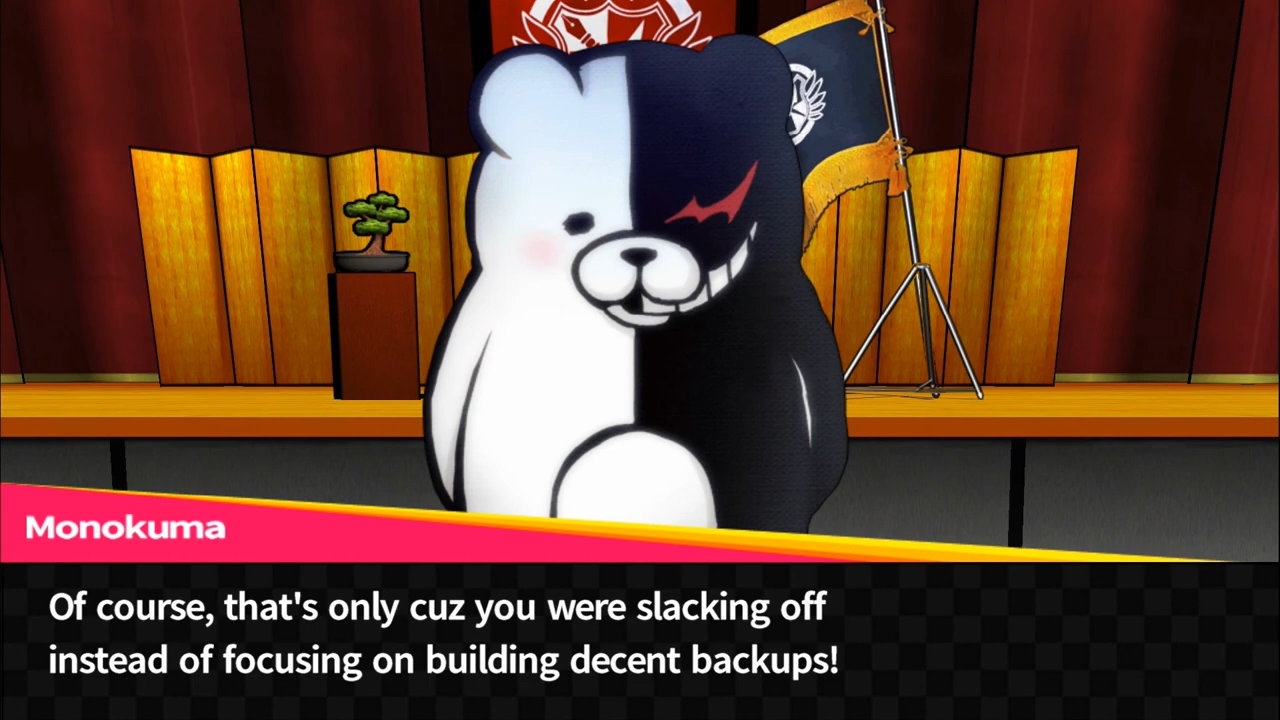 Monokuma
Of course, that's only cuz you were slacking off
instead of focusing on building decent backups!